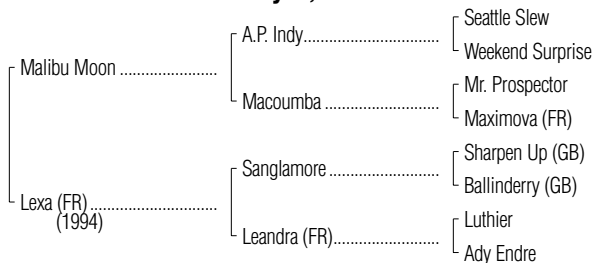 Seattle Slew
A.P. Indy
Weekend Surprise
Malibu Moon
Mr. Prospector
Macoumba
Maximova (FR)
Sharpen Up (GB)
Sanglamore
Ballinderry (GB)
Lexa (FR)
(1994)
Luthier
Leandra (FR)
Ady Endre